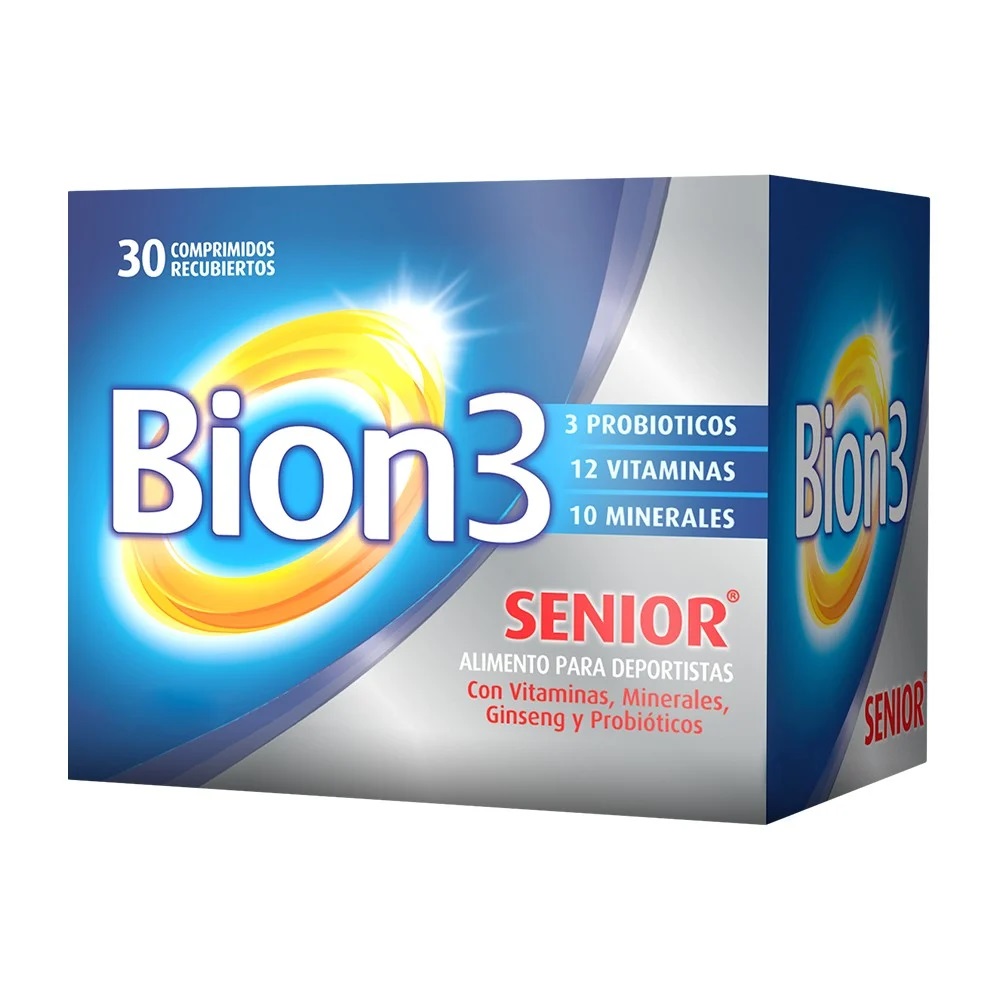 30 COMPRIMIDOS
RECUBIERTOS
Bion3
3 PROBIOTICOS
12 VITAMINAS
10 MINERALES
SENIOR®
ALIMENTO PARA DEPORTISTAS
Con Vitaminas, Minerales,
Ginseng y Probióticos
Bion3
SENIOR®